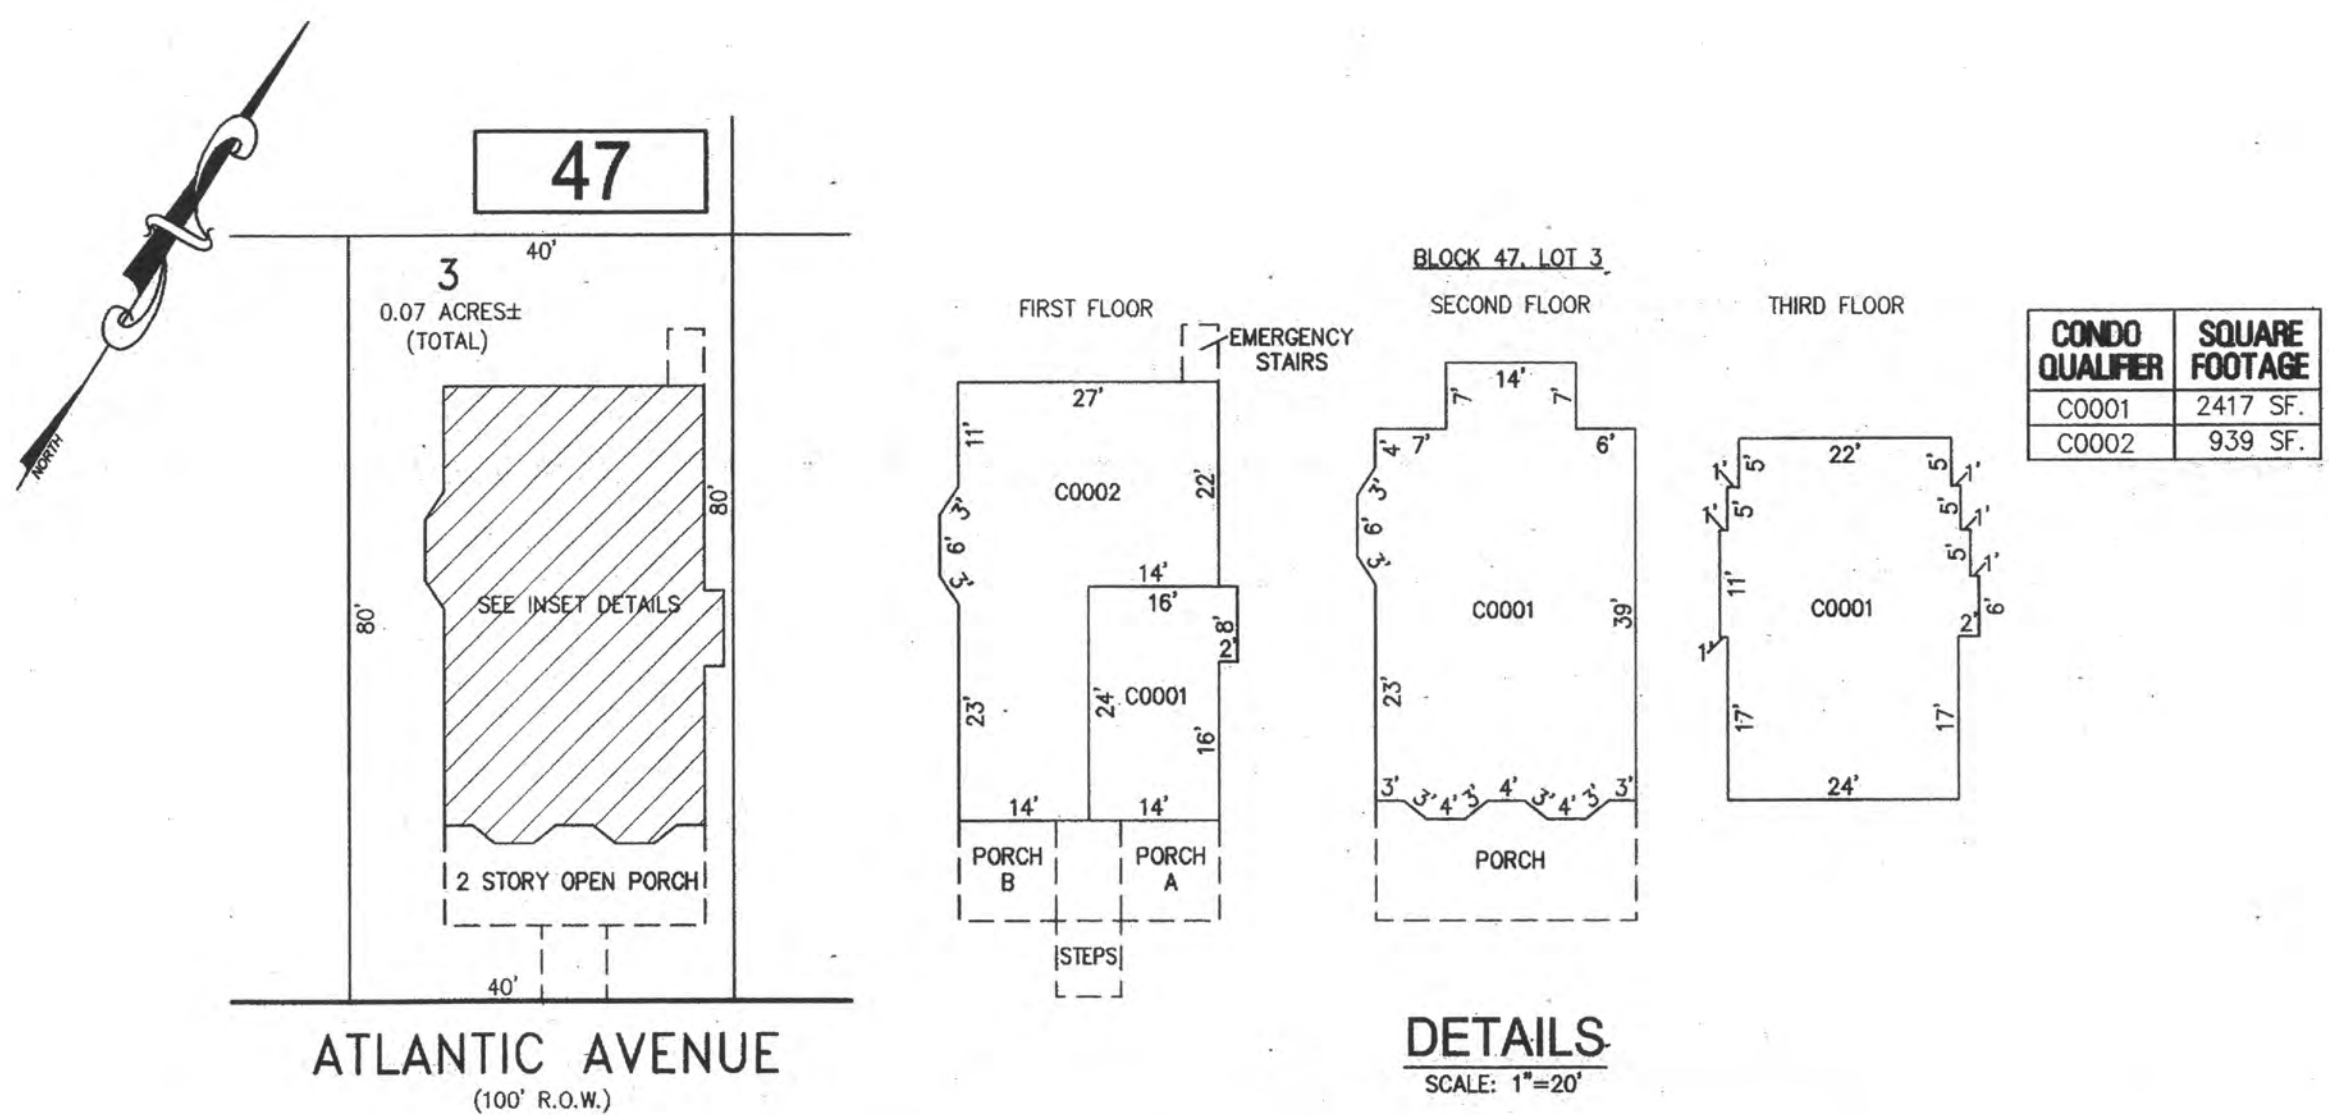 NORTH
47
40'
3
0.07 ACRES±
(TOTAL)
80'
80'
SEE INSET DETAILS
2 STORY OPEN PORCH
40'
ATLANTIC AVENUE
(100' R.O.W.)
BLOCK 47, LOT 3
FIRST FLOOR
EMERGENCY
STAIRS
27'
11'
C0002
22'
3'
6'
3'
14'
16'
8'
2'
C0001
24'
23'
16'
14'
14'
PORCH
B
PORCH
A
STEPS
SECOND FLOOR
14'
7'
7'
4'
7'
6'
3'
6'
3'
C0001
39'
23'
3'
3'
4'
3'
4'
3'
4'
3'
3'
PORCH
THIRD FLOOR
22'
1'
5'
5'
1'
1'
5'
5'
1'
5'
1'
11'
C0001
6'
2'
1'
17'
17'
24'
CONDO
QUALIFIER
SQUARE
FOOTAGE
C0001
2417 SF.
C0002
939 SF.
DETAILS
SCALE: 1"=20'